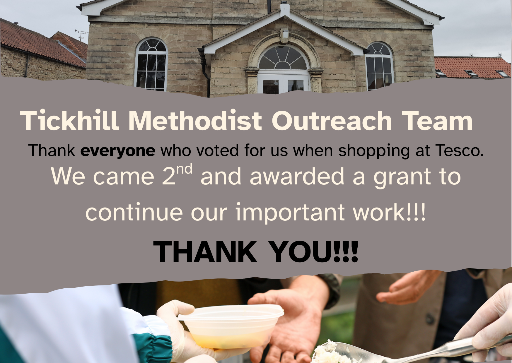 Tickhill Methodist Outreach Team
Thank everyone who voted for us when shopping at Tesco.
We came 2nd and awarded a grant to
continue our important work!!!
THANK YOU!!!